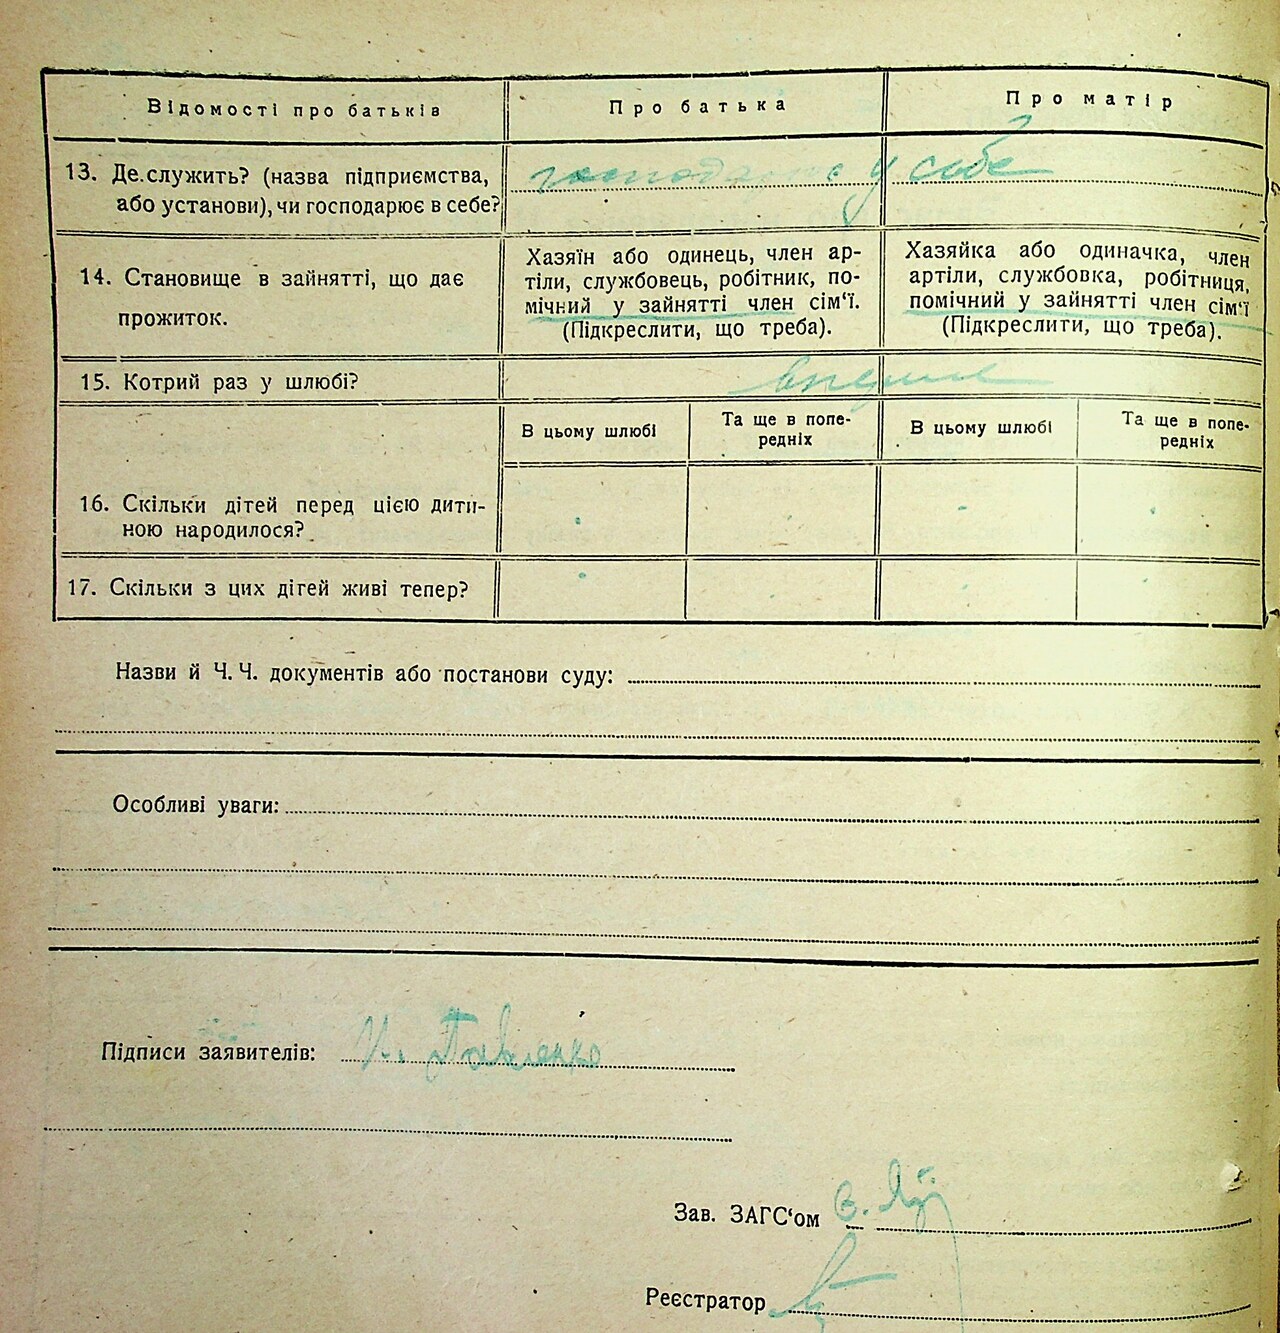 Відомості про батьків
Про батька
Про матір
13. Де служить? (назва підприємства,
або установи), чи господарює в себе?
господарює у себе
14. Становище в зайнятті, що дає
прожиток.
Хазяїн або одинець, член ар-
тіли, службовець, робітник, по-
мічний у зайнятті член сім‘ї.
(Підкреслити, що треба).
Хазяйка або одиначка, член
артіли, службовка, робітниця,
помічний у зайнятті член сім‘ї
(Підкреслити, що треба).
15. Котрий раз у шлюбі?
вперше
В цьому шлюбі
Та ще в попе-
редніх
В цьому шлюбі
Та ще в попе-
редніх
16. Скільки дітей перед цією дити-
ною народилося?
17. Скільки з цих дігей живі тепер?
Назви й Ч. Ч. документів або постанови суду:
Особливі уваги:
Підписи заявителів: Павленко
Зав. ЗАГС‘ом
Реєстратор